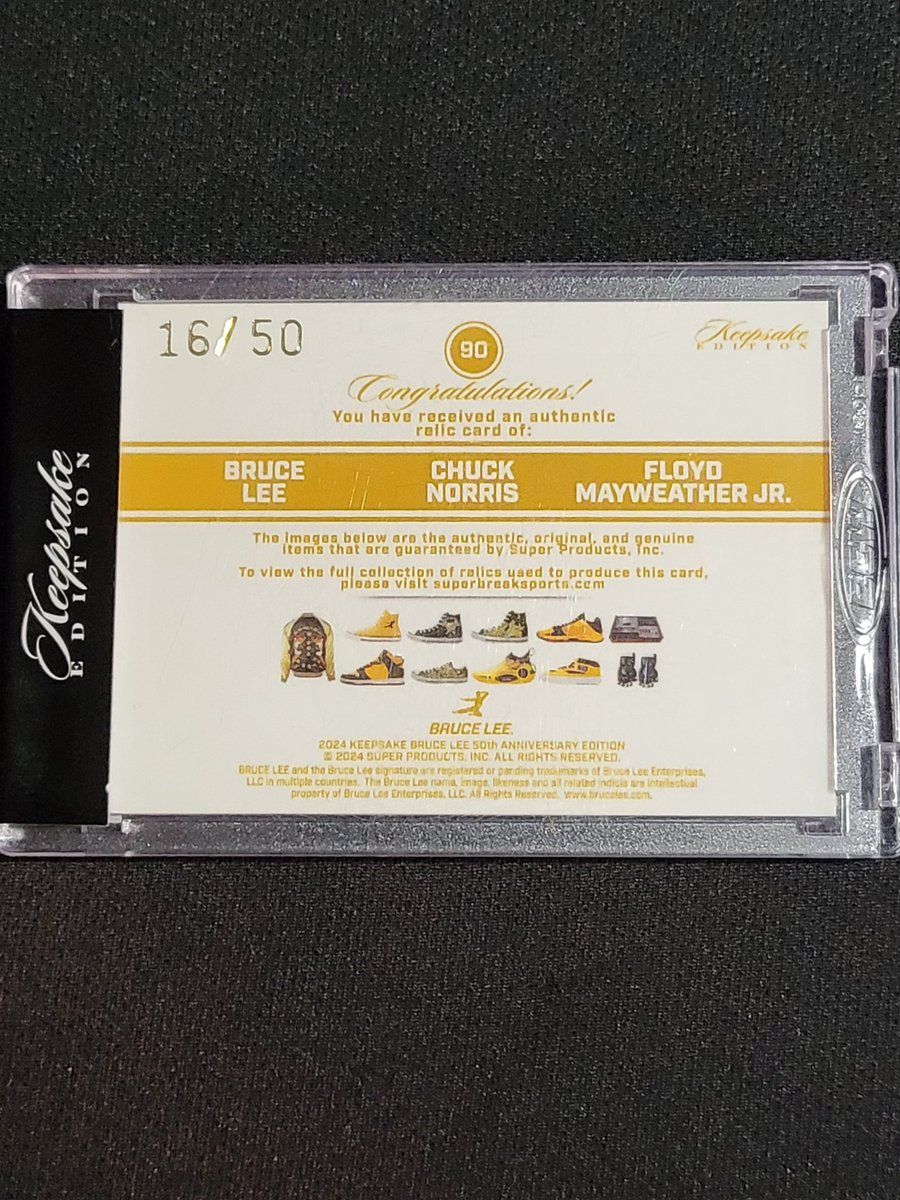 16/50
90
Keepsake
EDITION
Congratulations!
You have received an authentic
relic card of:
BRUCE LEE
CHUCK NORRIS
FLOYD MAYWEATHER JR.
The images below are the authentic, original, and genuine
items that are guaranteed by Super Products, Inc.
To view the full collection of relics used to produce this card,
please visit superbreaksports.com
BRUCE LEE
2024 KEEPSAKE BRUCE LEE 50th ANNIVERSARY EDITION
© 2024 SUPER PRODUCTS, INC. ALL RIGHTS RESERVED.
BRUCE LEE and the Bruce Lee signature are registered or pending trademarks of Bruce Lee Enterprises,
LLC in multiple countries. The Bruce Lee name, image, likeness and all related indicia are intellectual
property of Bruce Lee Enterprises, LLC. All Rights Reserved. www.brucelee.com.
Keepsake
EDITION